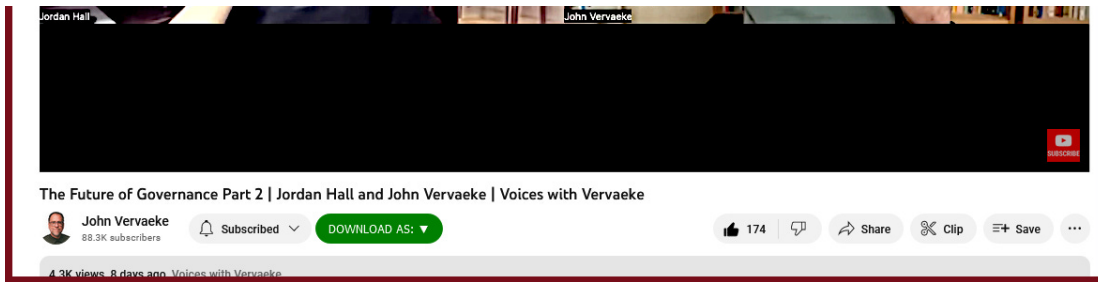 Jordan Hall
John Vervaeke
SUBSCRIBE
The Future of Governance Part 2 | Jordan Hall and John Vervaeke | Voices with Vervaeke
John Vervaeke
88.3K subscribers
Subscribed
DOWNLOAD AS: ▼
174
Share
Clip
Save
4.3K views 8 days ago Voices with Vervaeke